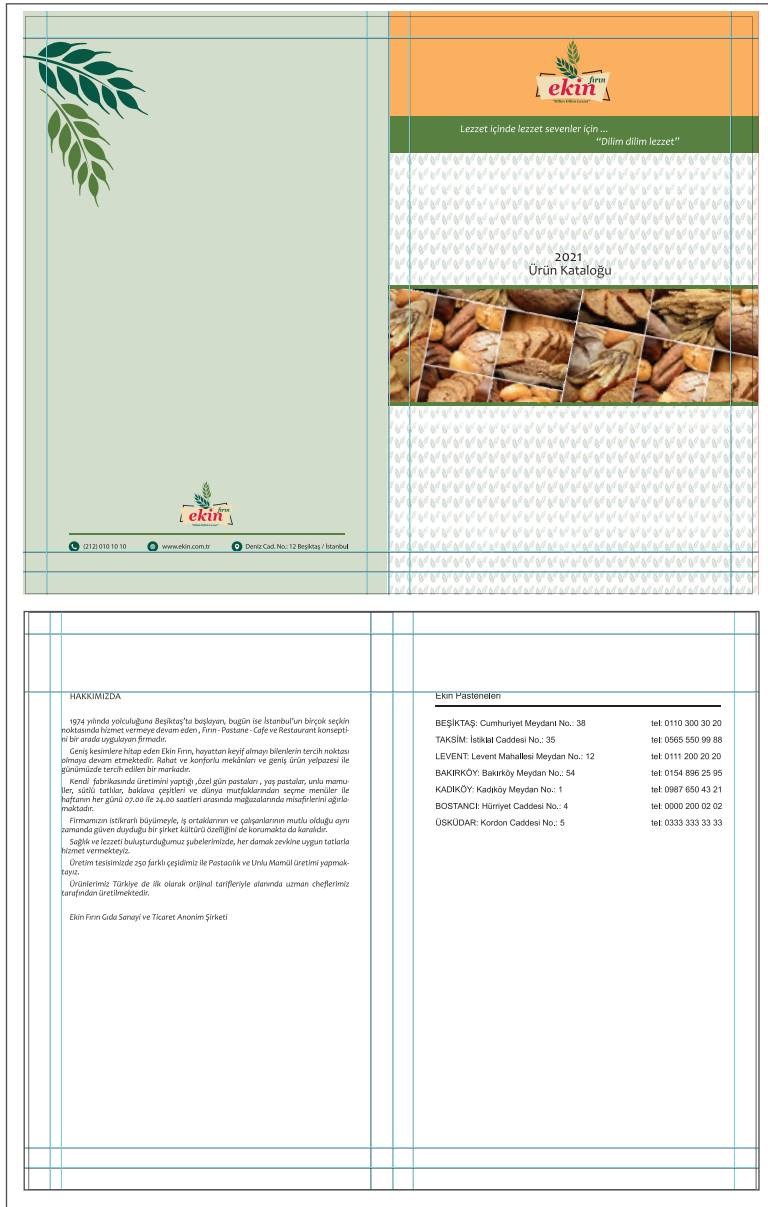 fırın
ekin
"Dilim Dilim Lezzet"
Lezzet içinde lezzet sevenler için ...
“Dilim dilim lezzet”
2021
Ürün Kataloğu
fırın
ekin
"Dilim Dilim Lezzet"
(212) 010 10 10
www.ekin.com.tr
Deniz Cad. No.: 12 Beşiktaş / İstanbul
HAKKIMIZDA
1974 yılında yolculuğuna Beşiktaş’ta başlayan, bugün ise İstanbul’un birçok seçkin
noktasında hizmet vermeye devam eden , Fırın - Pastane - Cafe ve Restaurant konsepti-
ni bir arada uygulayan firmadır.
Geniş kesimlere hitap eden Ekin Fırın, hayattan keyif almayı bilenlerin tercih noktası
olmaya devam etmektedir. Rahat ve konforlu mekânları ve geniş ürün yelpazesi ile
günümüzde tercih edilen bir markadır.
Kendi fabrikasında üretimini yaptığı ,özel gün pastaları , yaş pastalar, unlu mamu-
ller, sütlü tatlılar, baklava çeşitleri ve dünya mutfaklarından seçme menüler ile
haftanın her günü 07.00 ile 24.00 saatleri arasında mağazalarında misafirlerini ağırla-
maktadır.
Firmamızın istikrarlı büyümeyle, iş ortaklarının ve çalışanlarının mutlu olduğu aynı
zamanda güven duyduğu bir şirket kültürü özelliğini de korumakta da karalıdır.
Sağlık ve lezzeti buluşturduğumuz şubelerimizde, her damak zevkine uygun tatlarla
hizmet vermekteyiz.
Üretim tesisimizde 250 farklı çeşidimiz ile Pastacılık ve Unlu Mamül üretimi yapmak-
tayız.
Ürünlerimiz Türkiye de ilk olarak orijinal tarifleriyle alanında uzman cheflerimiz
tarafından üretilmektedir.
Ekin Fırın Gıda Sanayi ve Ticaret Anonim Şirketi
Ekin Pasteneleri
BEŞİKTAŞ: Cumhuriyet Meydanı No.: 38 tel: 0110 300 30 20
TAKSİM: İstiklal Caddesi No.: 35 tel: 0565 550 99 88
LEVENT: Levent Mahallesi Meydan No.: 12 tel: 0111 200 20 20
BAKIRKÖY: Bakırköy Meydan No.: 54 tel: 0154 896 25 95
KADIKÖY: Kadıköy Meydan No.: 1 tel: 0987 650 43 21
BOSTANCI: Hürriyet Caddesi No.: 4 tel: 0000 200 02 02
ÜSKÜDAR: Kordon Caddesi No.: 5 tel: 0333 333 33 33